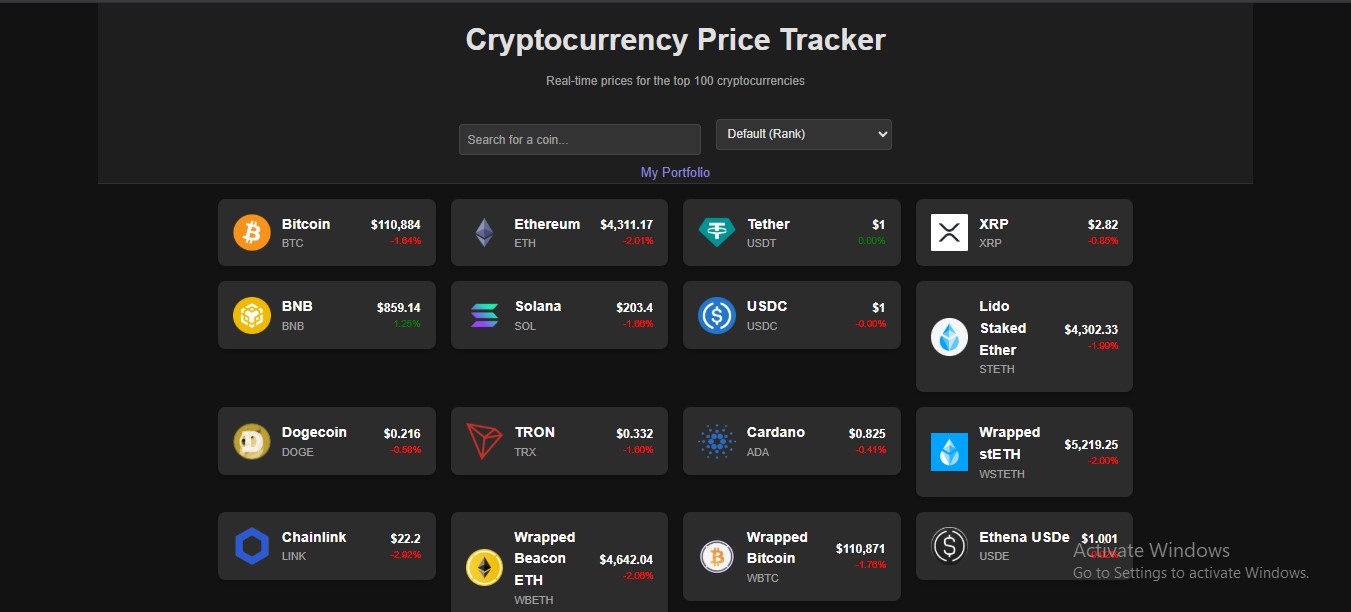 Cryptocurrency Price Tracker
Real-time prices for the top 100 cryptocurrencies
Search for a coin...
Default (Rank)
My Portfolio
Bitcoin
BTC
$110,884
-1.64%
Ethereum
ETH
$4,311.17
-2.01%
Tether
USDT
$1
0.00%
XRP
XRP
$2.82
-0.85%
BNB
BNB
$859.14
1.25%
Solana
SOL
$203.4
-1.66%
USDC
USDC
$1
-0.00%
Lido
Staked
Ether
STETH
$4,302.33
-1.99%
Dogecoin
DOGE
$0.216
-0.58%
TRON
TRX
$0.332
-1.60%
Cardano
ADA
$0.825
-0.41%
Wrapped
stETH
WSTETH
$5,219.25
-2.00%
Chainlink
LINK
$22.2
-2.92%
Wrapped
Beacon
ETH
WBETH
$4,642.04
-2.06%
Wrapped
Bitcoin
WBTC
$110,871
-1.76%
Ethena USDe
USDE
$1.001
Activate Windows
Go to Settings to activate Windows.